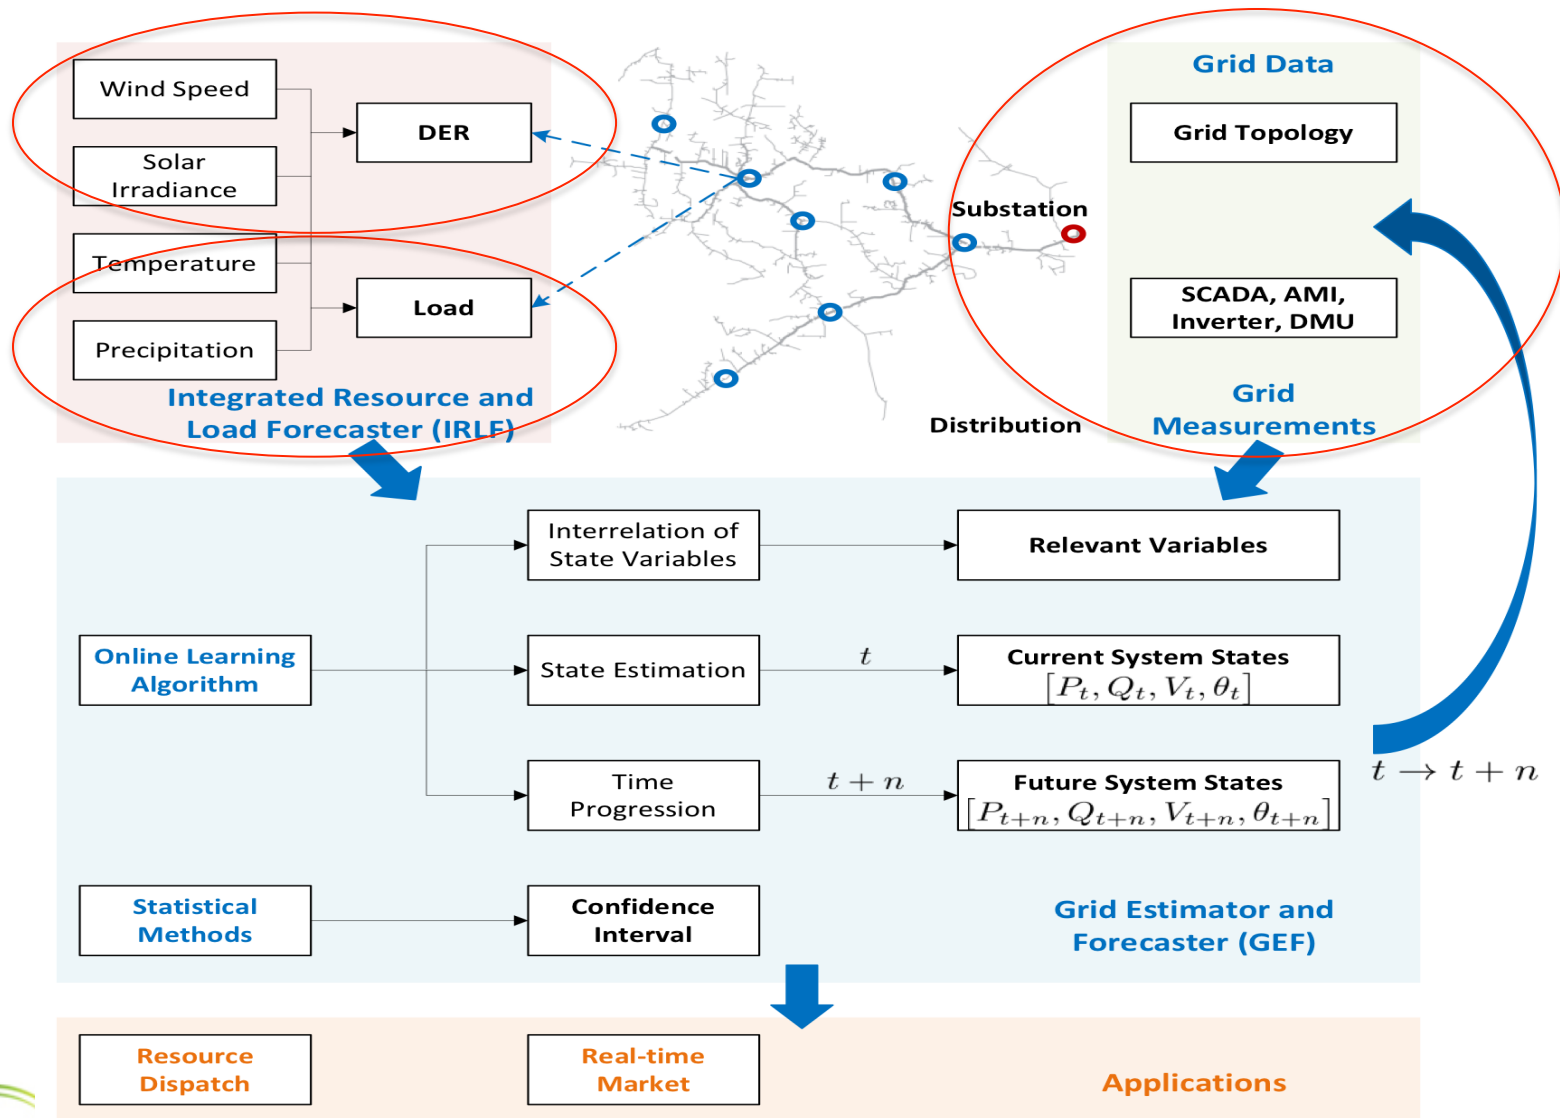 Wind Speed
Solar
Irradiance
Temperature
Precipitation
DER
Load
Integrated Resource and
Load Forecaster (IRLF)
Substation
Distribution
Grid Data
Grid Topology
SCADA, AMI,
Inverter, DMU
Grid
Measurements
Online Learning
Algorithm
Interrelation of
State Variables
Relevant Variables
State Estimation
t
Current System States
[P_t, Q_t, V_t, θ_t]
Time
Progression
t + n
Future System States
[P_{t+n}, Q_{t+n}, V_{t+n}, θ_{t+n}]
t → t + n
Statistical
Methods
Confidence
Interval
Grid Estimator and
Forecaster (GEF)
Resource
Dispatch
Real-time
Market
Applications